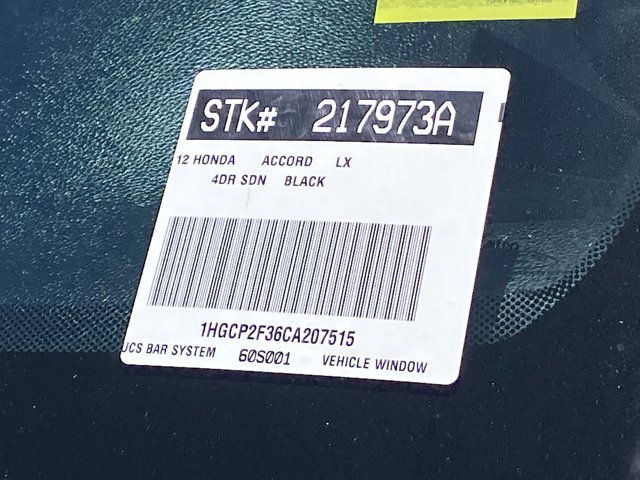 STK# 217973A
12 HONDA ACCORD LX
4DR SDN BLACK
1HGCP2F36CA207515
UCS BAR SYSTEM 60S001 VEHICLE WINDOW